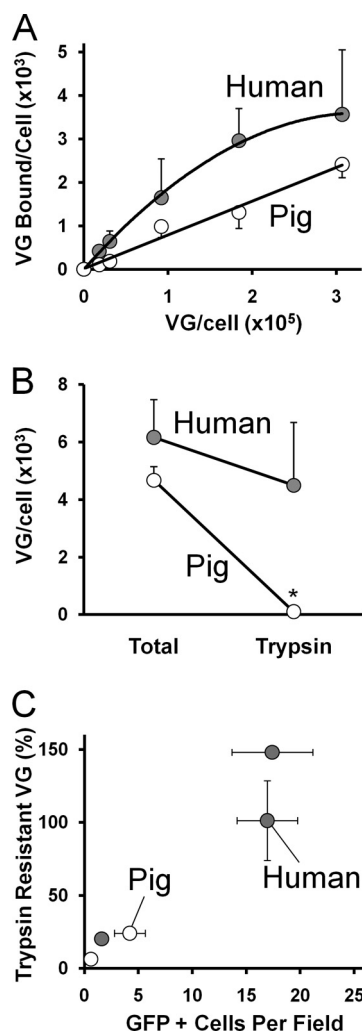 A
VG Bound/Cell (x10³)
5
4
3
2
1
0
Human
Pig
0 1 2 3
VG/cell (x10⁵)
B
VG/cell (x10³)
8
6
4
2
0
Human
Pig
*
Total Trypsin
C
Trypsin Resistant VG (%)
150
100
50
0
Pig
Human
0 5 10 15 20 25
GFP + Cells Per Field